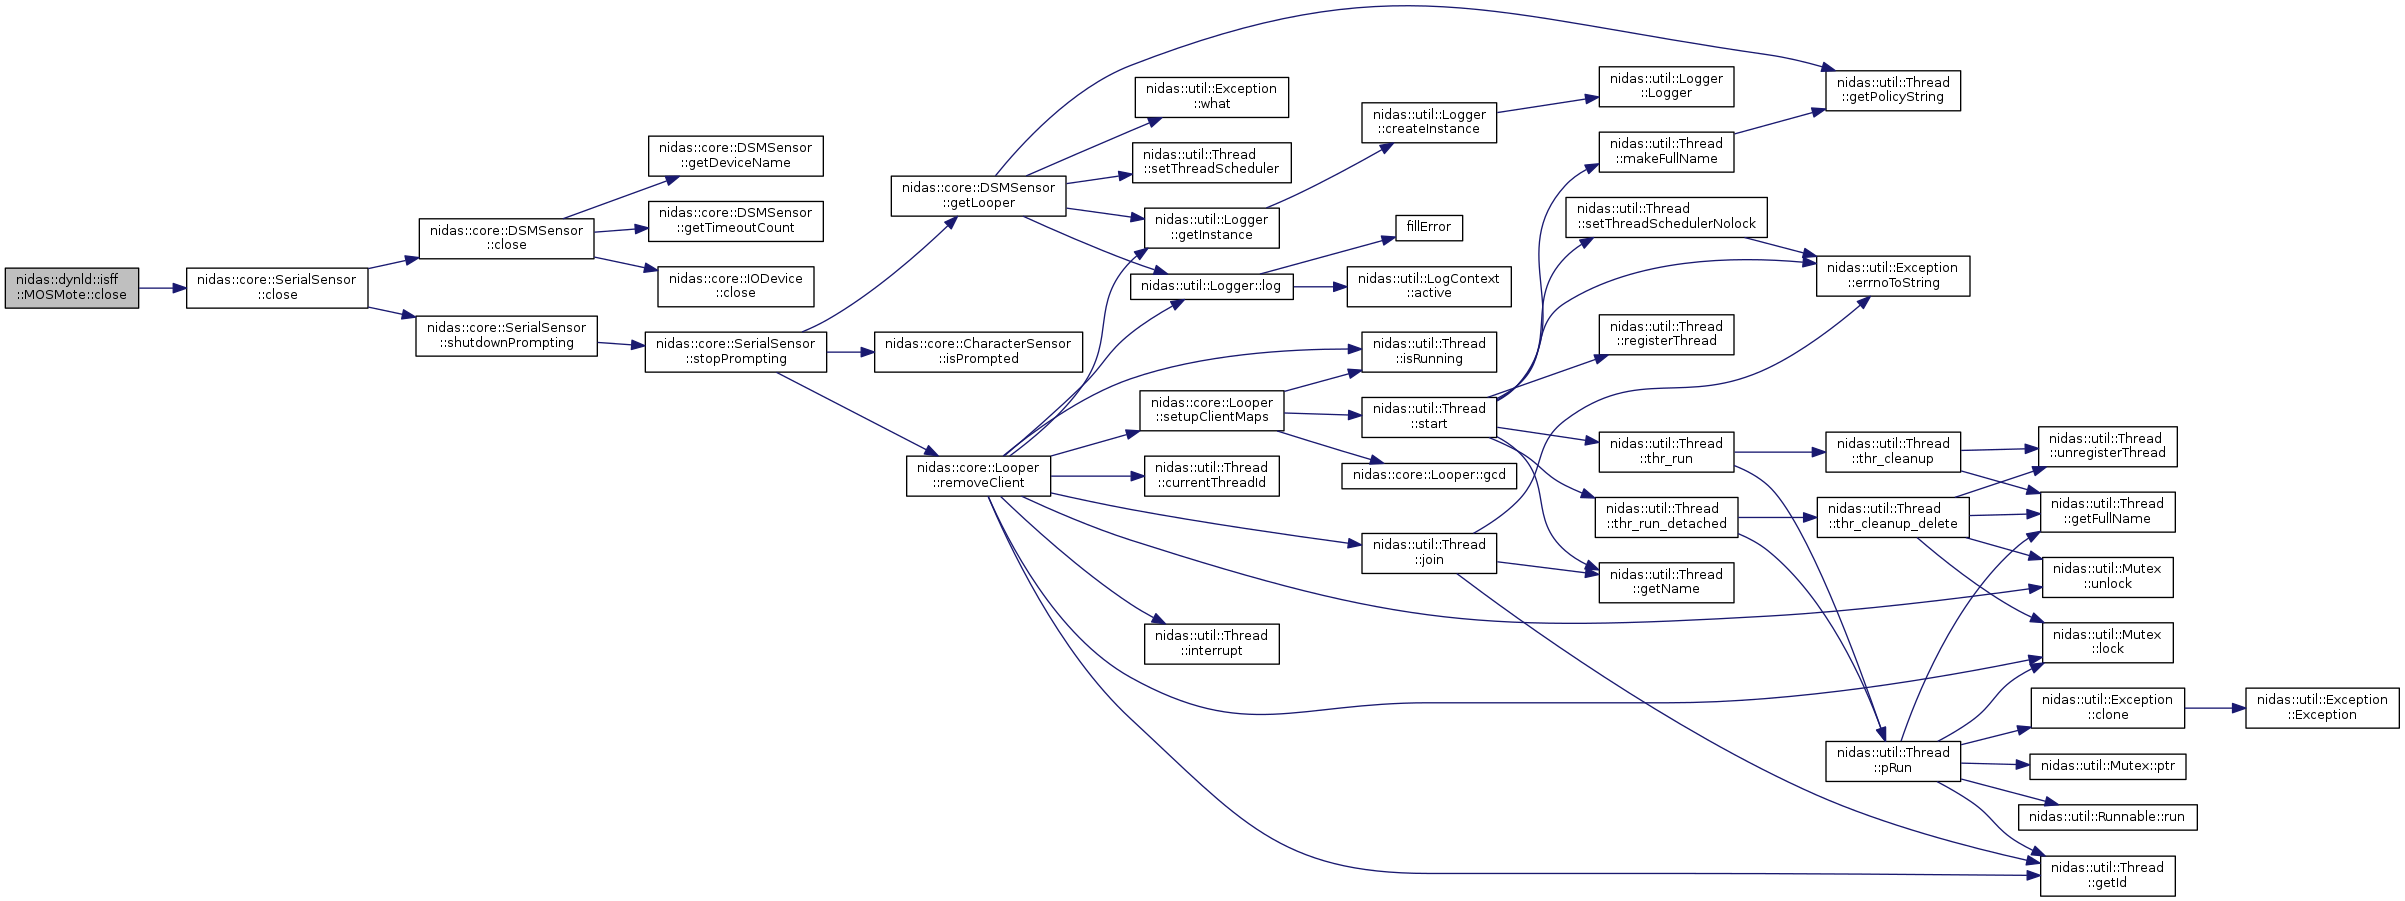 nidas::dynld::isff
::MOSMote::close
nidas::core::SerialSensor
::close
nidas::core::DSMSensor
::close
nidas::core::SerialSensor
::shutdownPrompting
nidas::core::DSMSensor
::getDeviceName
nidas::core::DSMSensor
::getTimeoutCount
nidas::core::IODevice
::close
nidas::core::SerialSensor
::stopPrompting
nidas::core::DSMSensor
::getLooper
nidas::core::CharacterSensor
::isPrompted
nidas::core::Looper
::removeClient
nidas::util::Exception
::what
nidas::util::Thread
::setThreadScheduler
nidas::util::Logger
::getInstance
nidas::util::Logger::log
nidas::core::Looper
::setupClientMaps
nidas::util::Thread
::currentThreadId
nidas::util::Thread
::interrupt
nidas::util::Logger
::createInstance
fillError
nidas::util::LogContext
::active
nidas::util::Thread
::isRunning
nidas::util::Thread
::start
nidas::core::Looper::gcd
nidas::util::Thread
::join
nidas::util::Logger
::Logger
nidas::util::Thread
::makeFullName
nidas::util::Thread
::setThreadSchedulerNolock
nidas::util::Thread
::registerThread
nidas::util::Thread
::thr_run
nidas::util::Thread
::thr_run_detached
nidas::util::Thread
::getName
nidas::util::Thread
::getPolicyString
nidas::util::Exception
::errnoToString
nidas::util::Thread
::thr_cleanup
nidas::util::Thread
::thr_cleanup_delete
nidas::util::Thread
::pRun
nidas::util::Thread
::unregisterThread
nidas::util::Thread
::getFullName
nidas::util::Mutex
::unlock
nidas::util::Mutex
::lock
nidas::util::Exception
::clone
nidas::util::Mutex::ptr
nidas::util::Runnable::run
nidas::util::Thread
::getId
nidas::util::Exception
::Exception